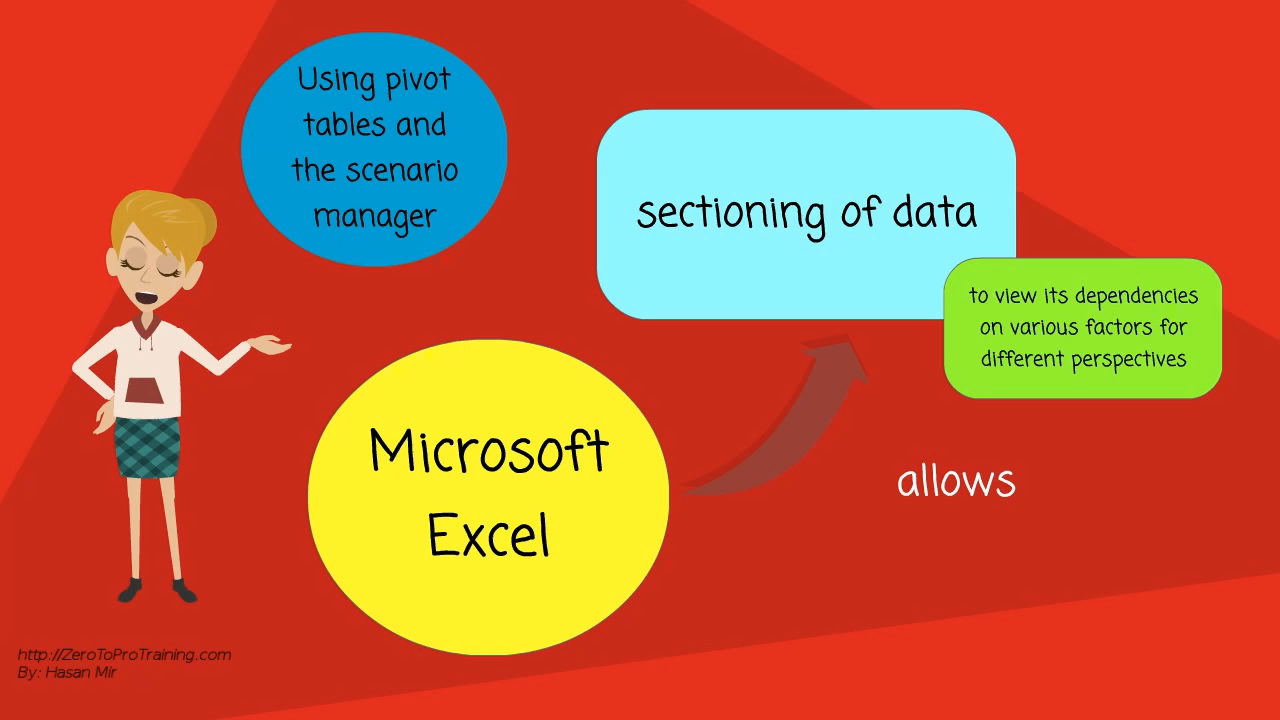 Using pivot
tables and
the scenario
manager
sectioning of data
to view its dependencies
on various factors for
different perspectives
Microsoft
Excel
allows
http://ZeroToProTraining.com
By: Hasan Mir